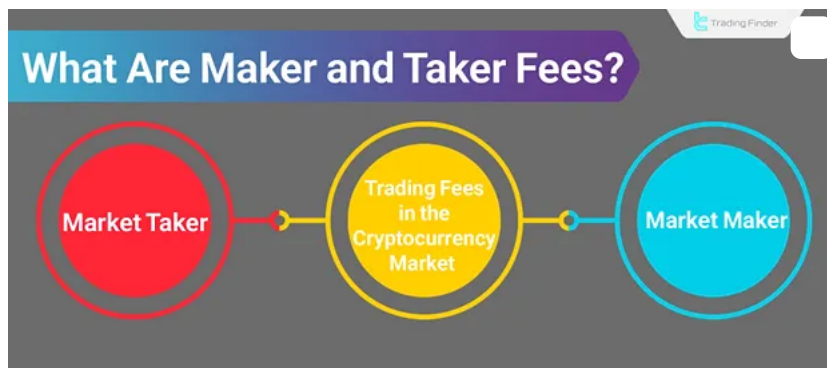 Trading Finder
What Are Maker and Taker Fees?
Market Taker
Trading Fees
in the
Cryptocurrency
Market
Market Maker